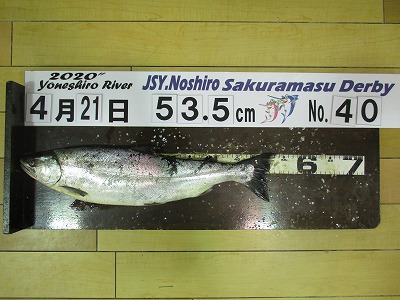 2020" JSY.Noshiro Sakuramasu Derby
Yoneshiro River
4月21日 53.5cm No.40
6 7